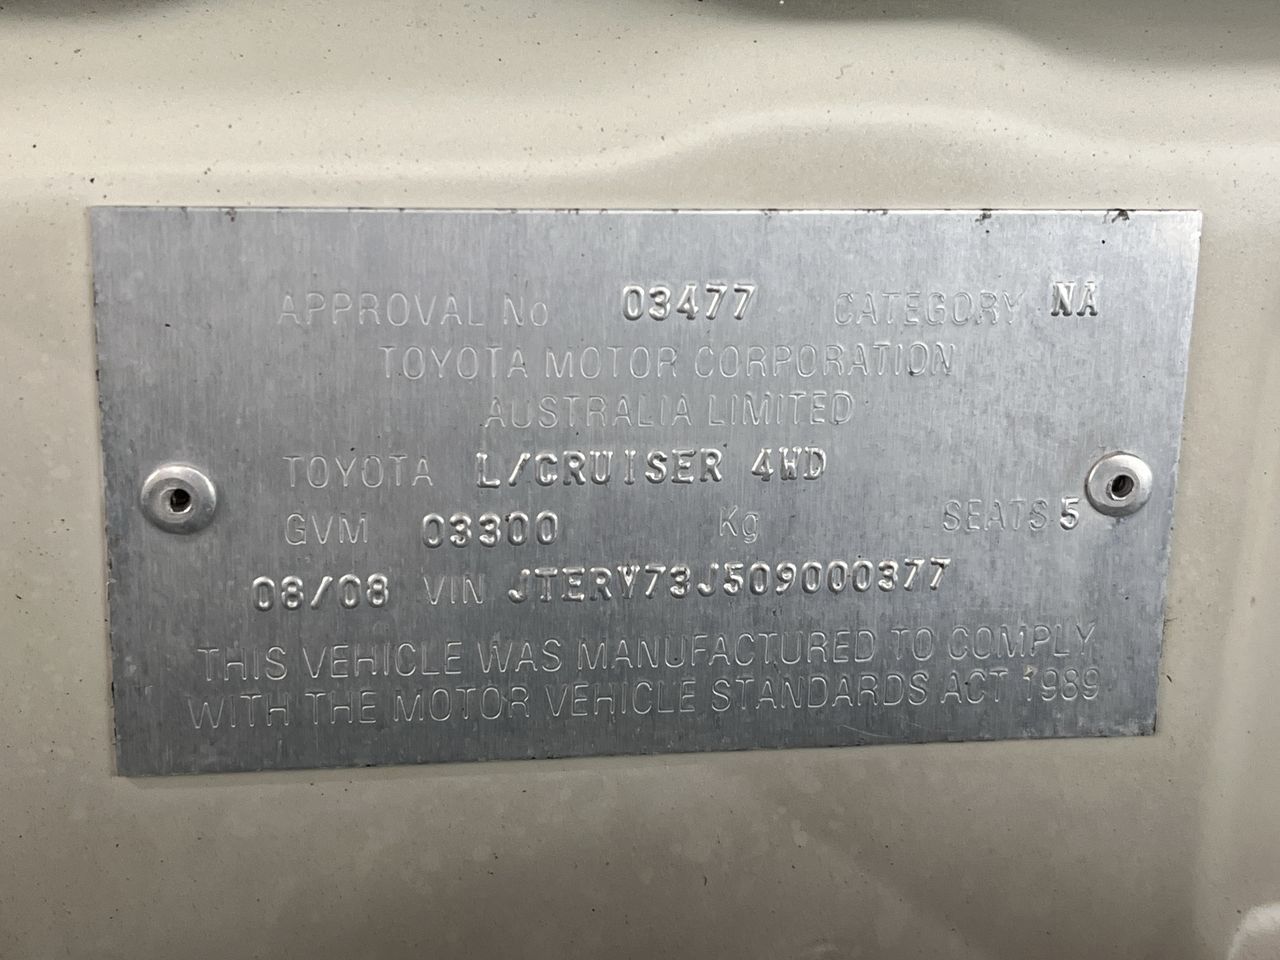 APPROVAL No 03477 CATEGORY NA
TOYOTA MOTOR CORPORATION
AUSTRALIA LIMITED
TOYOTA L/CRUISER 4WD
GVM 03300 Kg SEATS 5
08/08 VIN JTERV73J509000377
THIS VEHICLE WAS MANUFACTURED TO COMPLY
WITH THE MOTOR VEHICLE STANDARDS ACT 1989